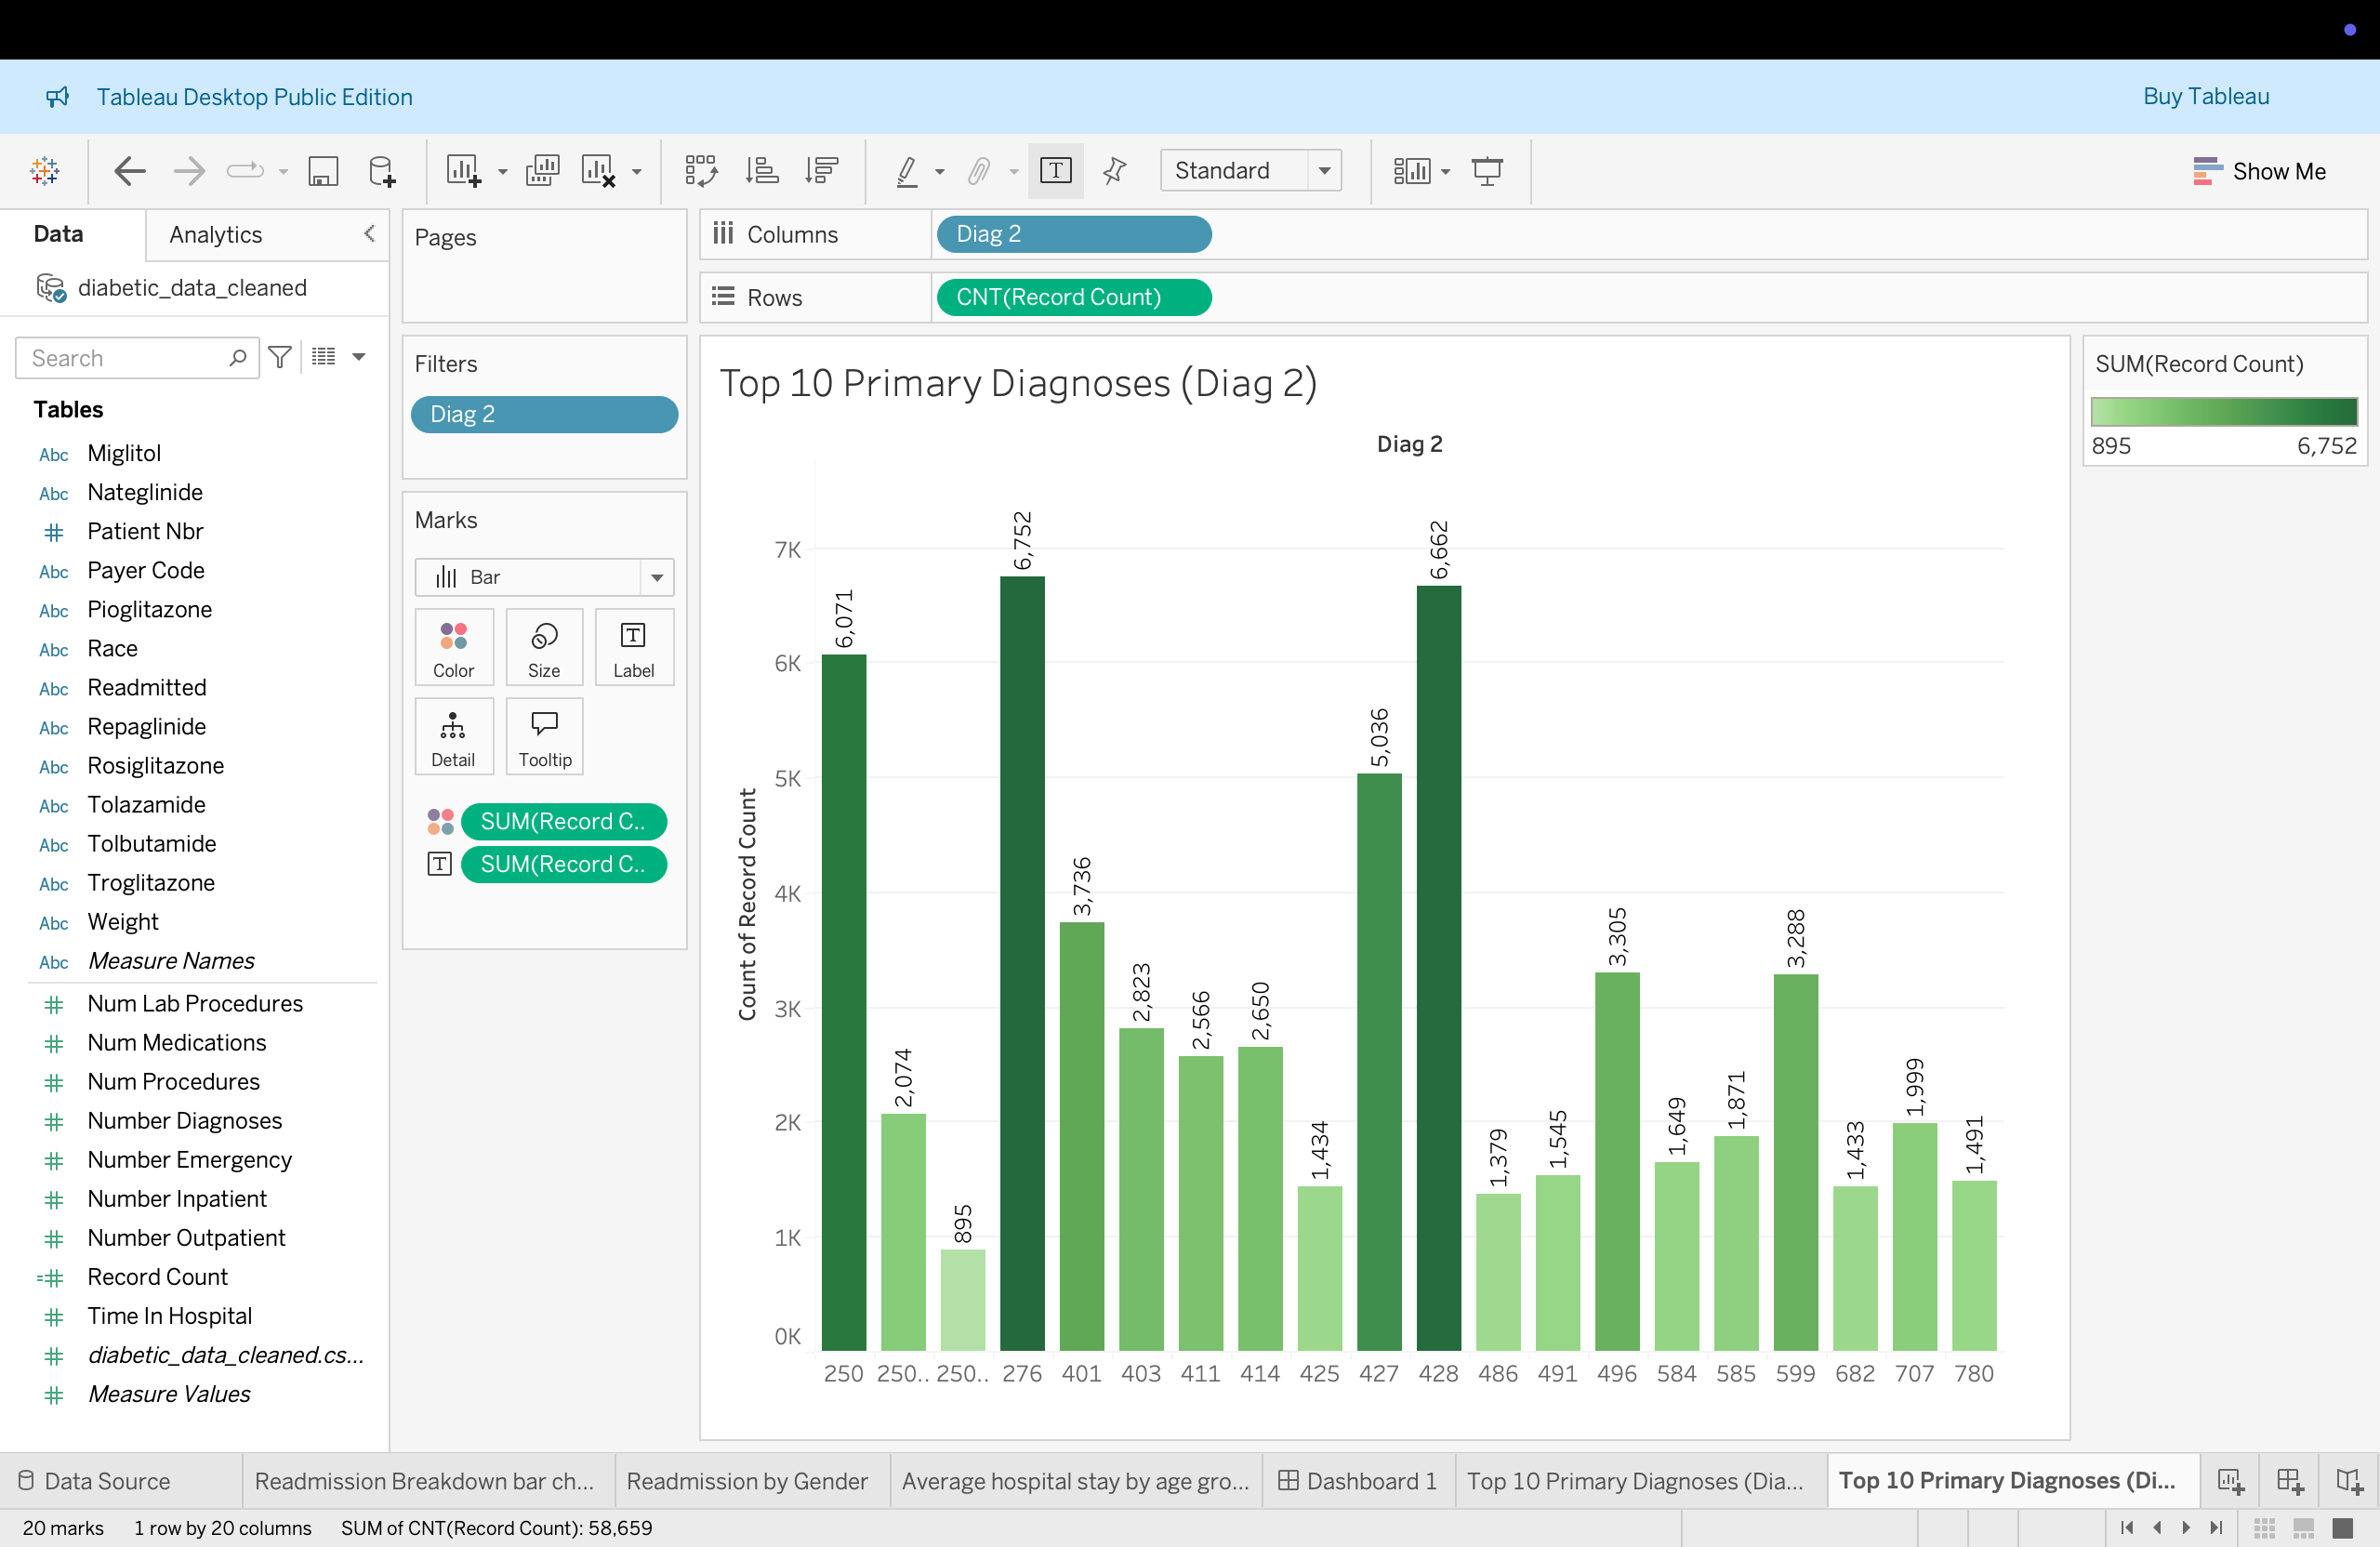 Tableau Desktop Public Edition
Buy Tableau
Standard
Show Me
Data
Analytics
diabetic_data_cleaned
Search
Tables
Abc Miglitol
Abc Nateglinide
Patient Nbr
Abc Payer Code
Abc Pioglitazone
Abc Race
Abc Readmitted
Abc Repaglinide
Abc Rosiglitazone
Abc Tolazamide
Abc Tolbutamide
Abc Troglitazone
Abc Weight
Abc Measure Names
# Num Lab Procedures
# Num Medications
# Num Procedures
# Number Diagnoses
# Number Emergency
# Number Inpatient
# Number Outpatient
=# Record Count
# Time In Hospital
# diabetic_data_cleaned.cs...
# Measure Values
Pages
Filters
Diag 2
Marks
Bar
Color
Size
T
Label
Detail
Tooltip
SUM(Record C..
T SUM(Record C..
Columns
Diag 2
Rows
CNT(Record Count)
Top 10 Primary Diagnoses (Diag 2)
Diag 2
Count of Record Count
7K
6K
5K
4K
3K
2K
1K
0K
6,071
2,074
895
6,752
3,736
2,823
2,566
2,650
1,434
5,036
6,662
1,379
1,545
3,305
1,649
1,871
3,288
1,433
1,999
1,491
250 250.. 250.. 276 401 403 411 414 425 427 428 486 491 496 584 585 599 682 707 780
SUM(Record Count)
895 6,752
Data Source
Readmission Breakdown bar ch...
Readmission by Gender
Average hospital stay by age gro...
Dashboard 1
Top 10 Primary Diagnoses (Dia...
Top 10 Primary Diagnoses (Di...
20 marks 1 row by 20 columns SUM of CNT(Record Count): 58,659